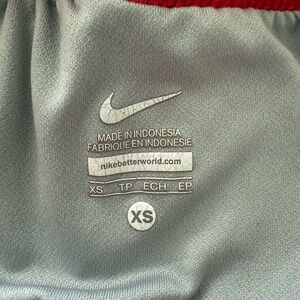 MADE IN INDONESIA
FABRIQUE EN INDONESIE
nikebetterworld.com
XS TP ECH EP
XS